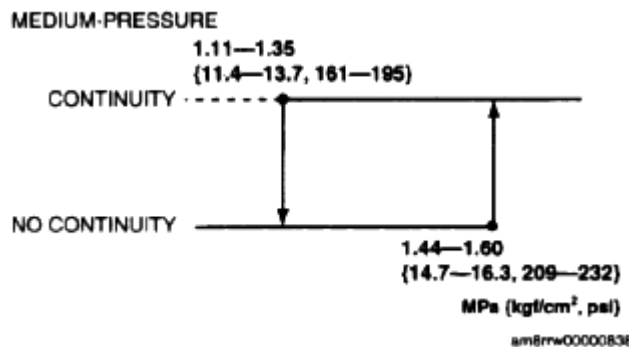 MEDIUM-PRESSURE
1.11—1.35
{11.4—13.7, 161—195}
CONTINUITY
NO CONTINUITY
1.44—1.60
{14.7—16.3, 209—232}
MPa {kgf/cm², psi}
am8rrw00000838